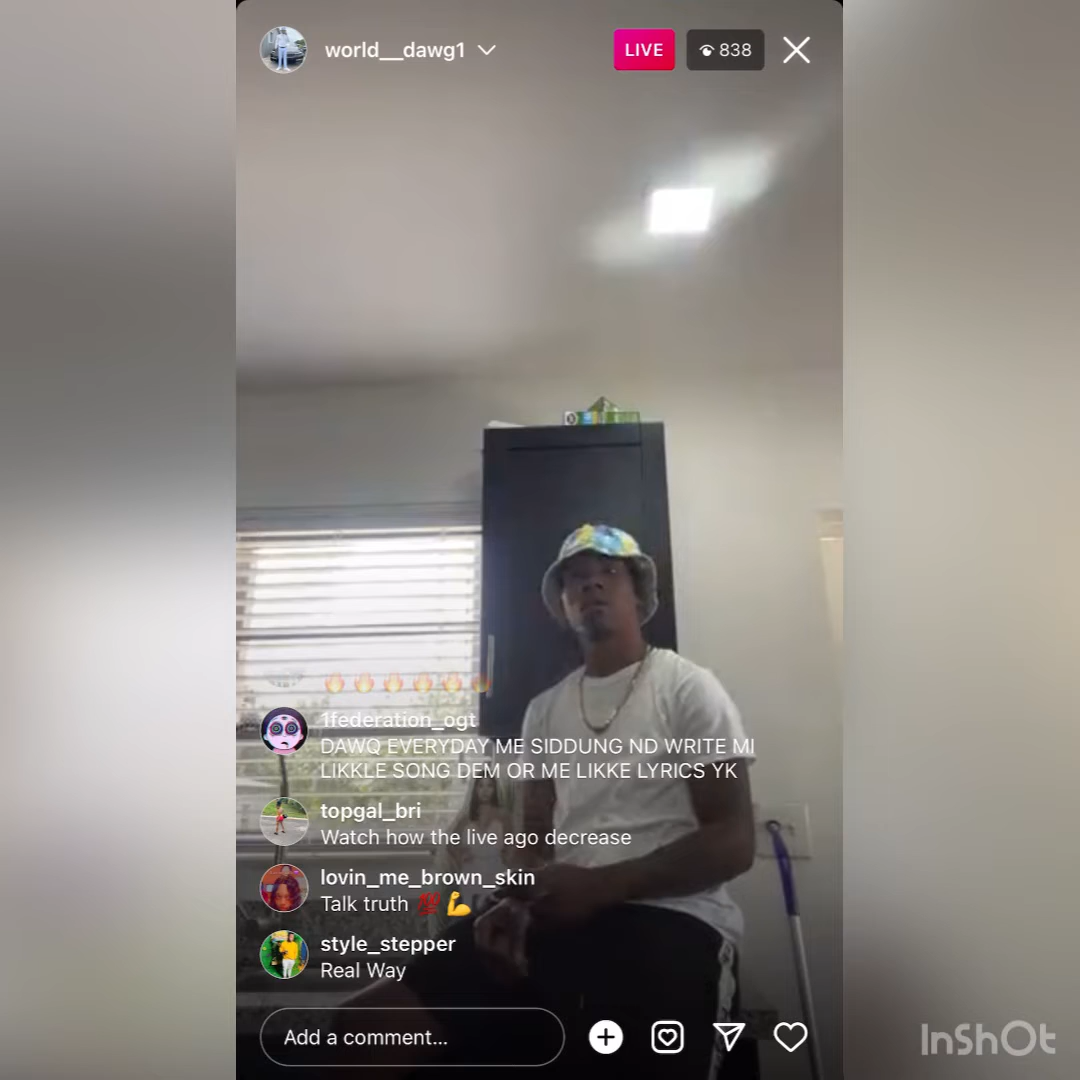 world__dawg1
LIVE
838
🔥🔥🔥🔥🔥🔥
1federation_ogt
DAWQ EVERYDAY ME SIDDUNG ND WRITE MI
LIKKLE SONG DEM OR ME LIKKE LYRICS YK
topgal_bri
Watch how the live ago decrease
lovin_me_brown_skin
Talk truth 💯💪
style_stepper
Real Way
Add a comment...
InShOt